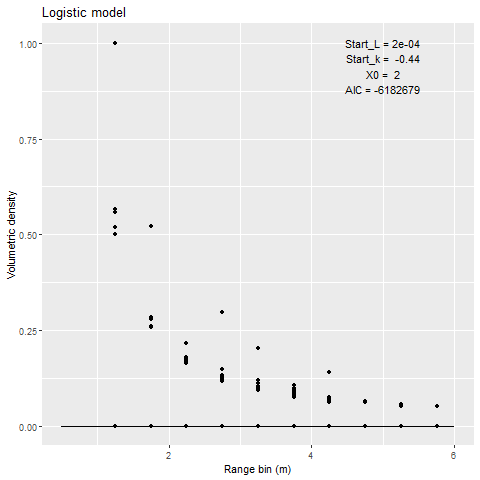 Logistic model
Start_L = 2e-04
Start_k = -0.44
X0 = 2
AIC = -6182679
1.00
0.75
0.50
0.25
0.00
Volumetric density
2
4
6
Range bin (m)